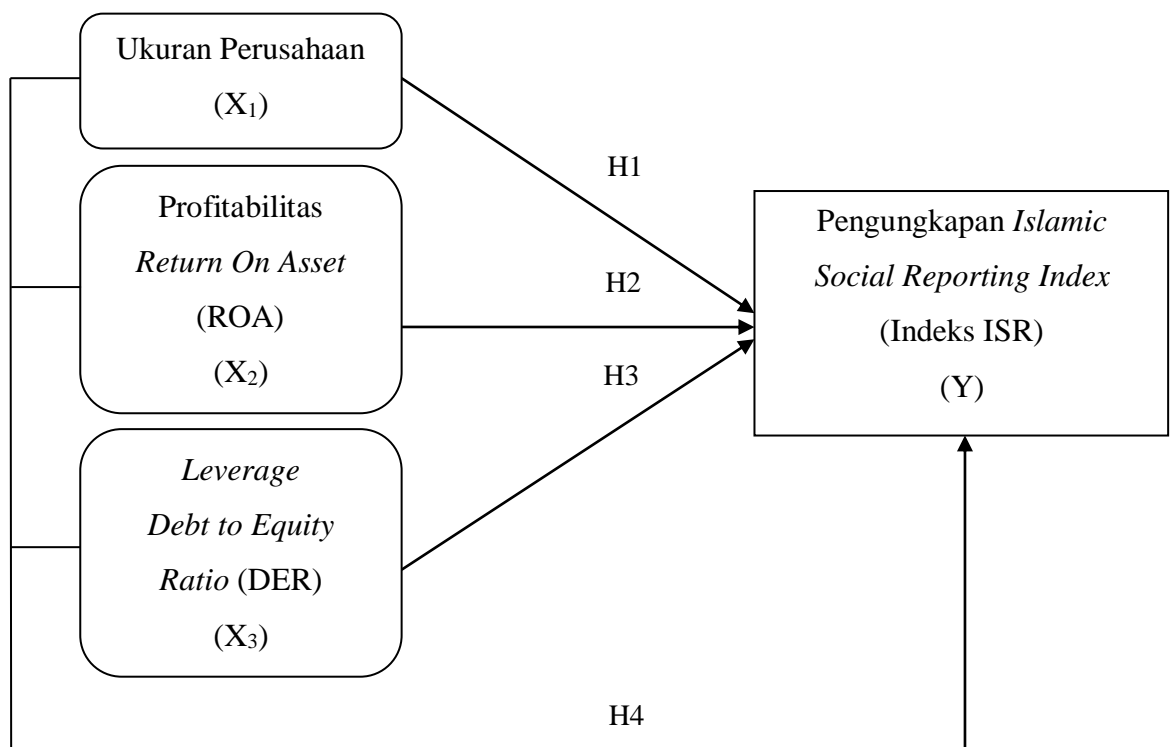 Ukuran Perusahaan
(X₁)
H1
Profitabilitas
Return On Asset
(ROA)
(X₂)
H2
Pengungkapan Islamic
Social Reporting Index
(Indeks ISR)
(Y)
H3
Leverage
Debt to Equity
Ratio (DER)
(X₃)
H4